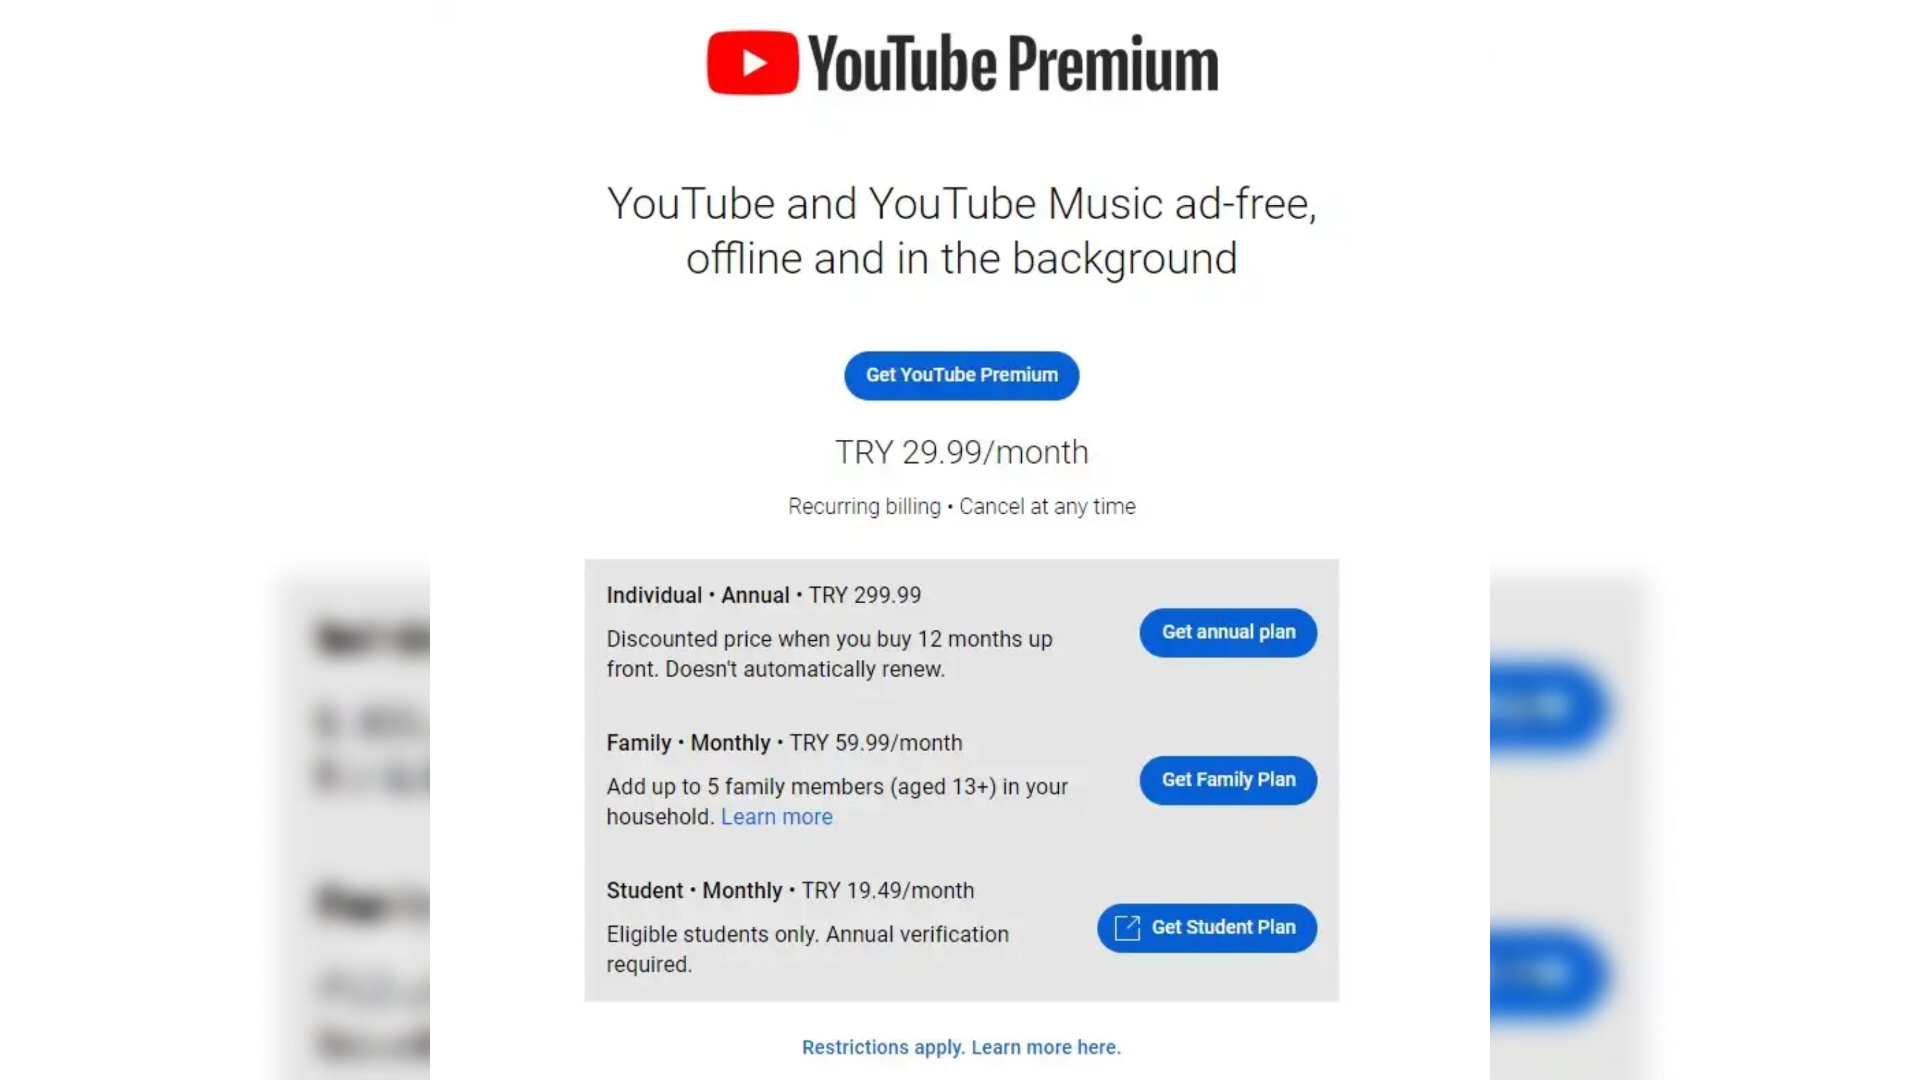 YouTube Premium
YouTube and YouTube Music ad-free,
offline and in the background
Get YouTube Premium
TRY 29.99/month
Recurring billing • Cancel at any time
Individual • Annual • TRY 299.99
Discounted price when you buy 12 months up
front. Doesn't automatically renew.
Get annual plan
Family • Monthly • TRY 59.99/month
Add up to 5 family members (aged 13+) in your
household. Learn more
Get Family Plan
Student • Monthly • TRY 19.49/month
Eligible students only. Annual verification
required.
Get Student Plan
Restrictions apply. Learn more here.